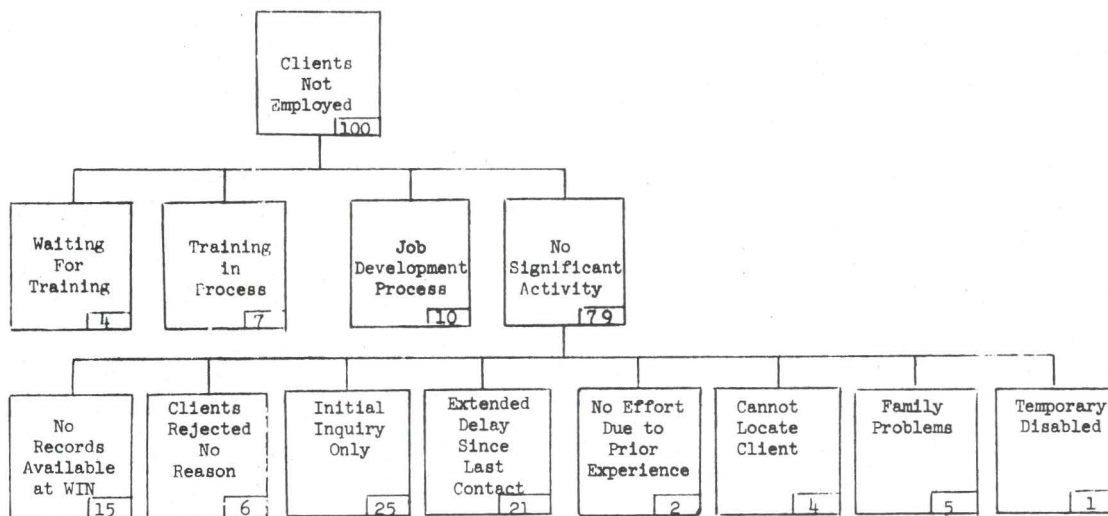 Clients
Not
Employed
100
Waiting
For
Training
4
Training
in
Process
7
Job
Development
Process
10
No
Significant
Activity
79
No
Records
Available
at WIN
15
Clients
Rejected
No
Reason
6
Initial
Inquiry
Only
25
Extended
Delay
Since
Last
Contact
21
No Effort
Due to
Prior
Experience
2
Cannot
Locate
Client
4
Family
Problems
5
Temporary
Disabled
1